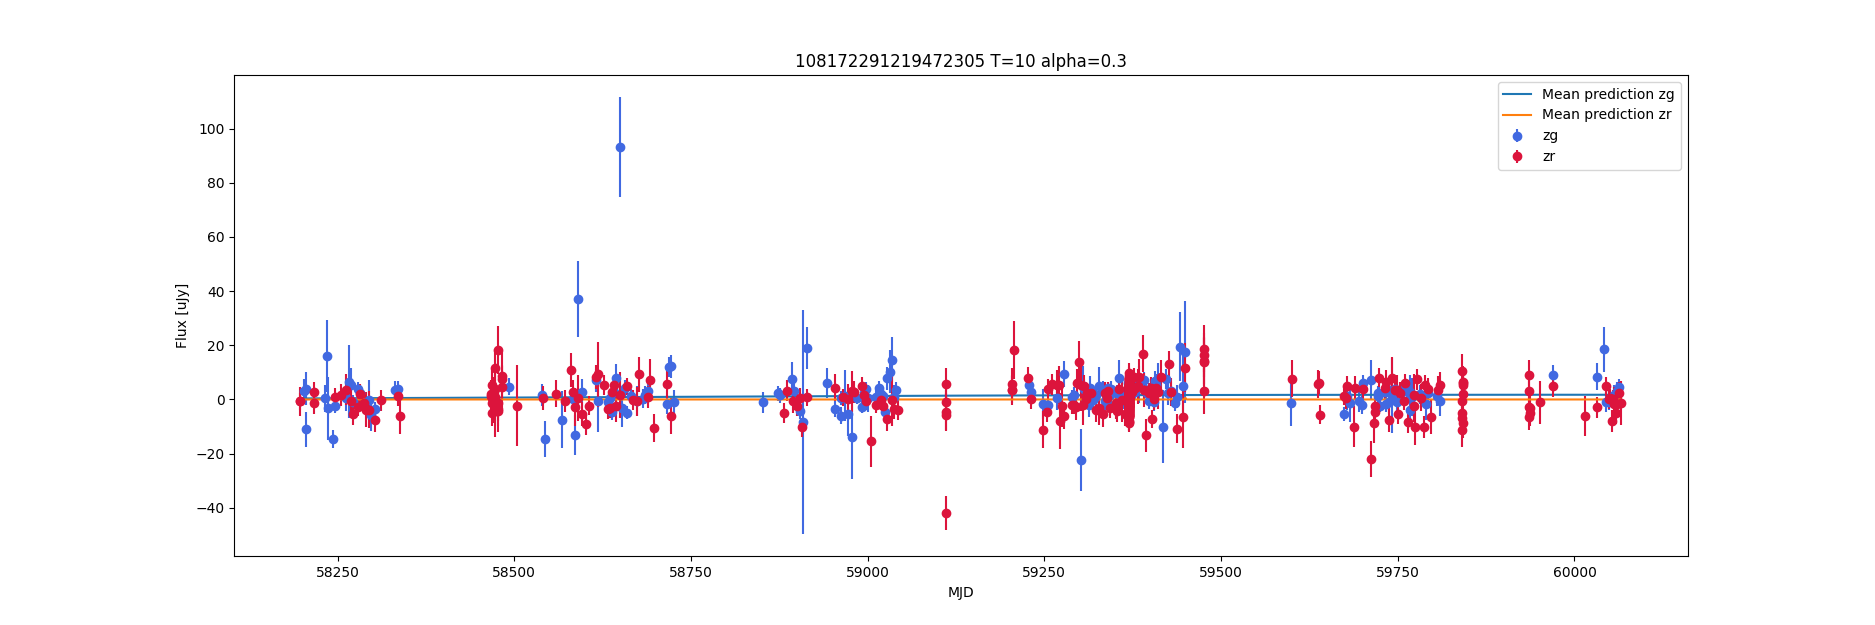 108172291219472305 T=10 alpha=0.3
Mean prediction zg
Mean prediction zr
zg
zr
Flux [uJy]
100
80
60
40
20
0
−20
−40
58250 58500 58750 59000 59250 59500 59750 60000
MJD